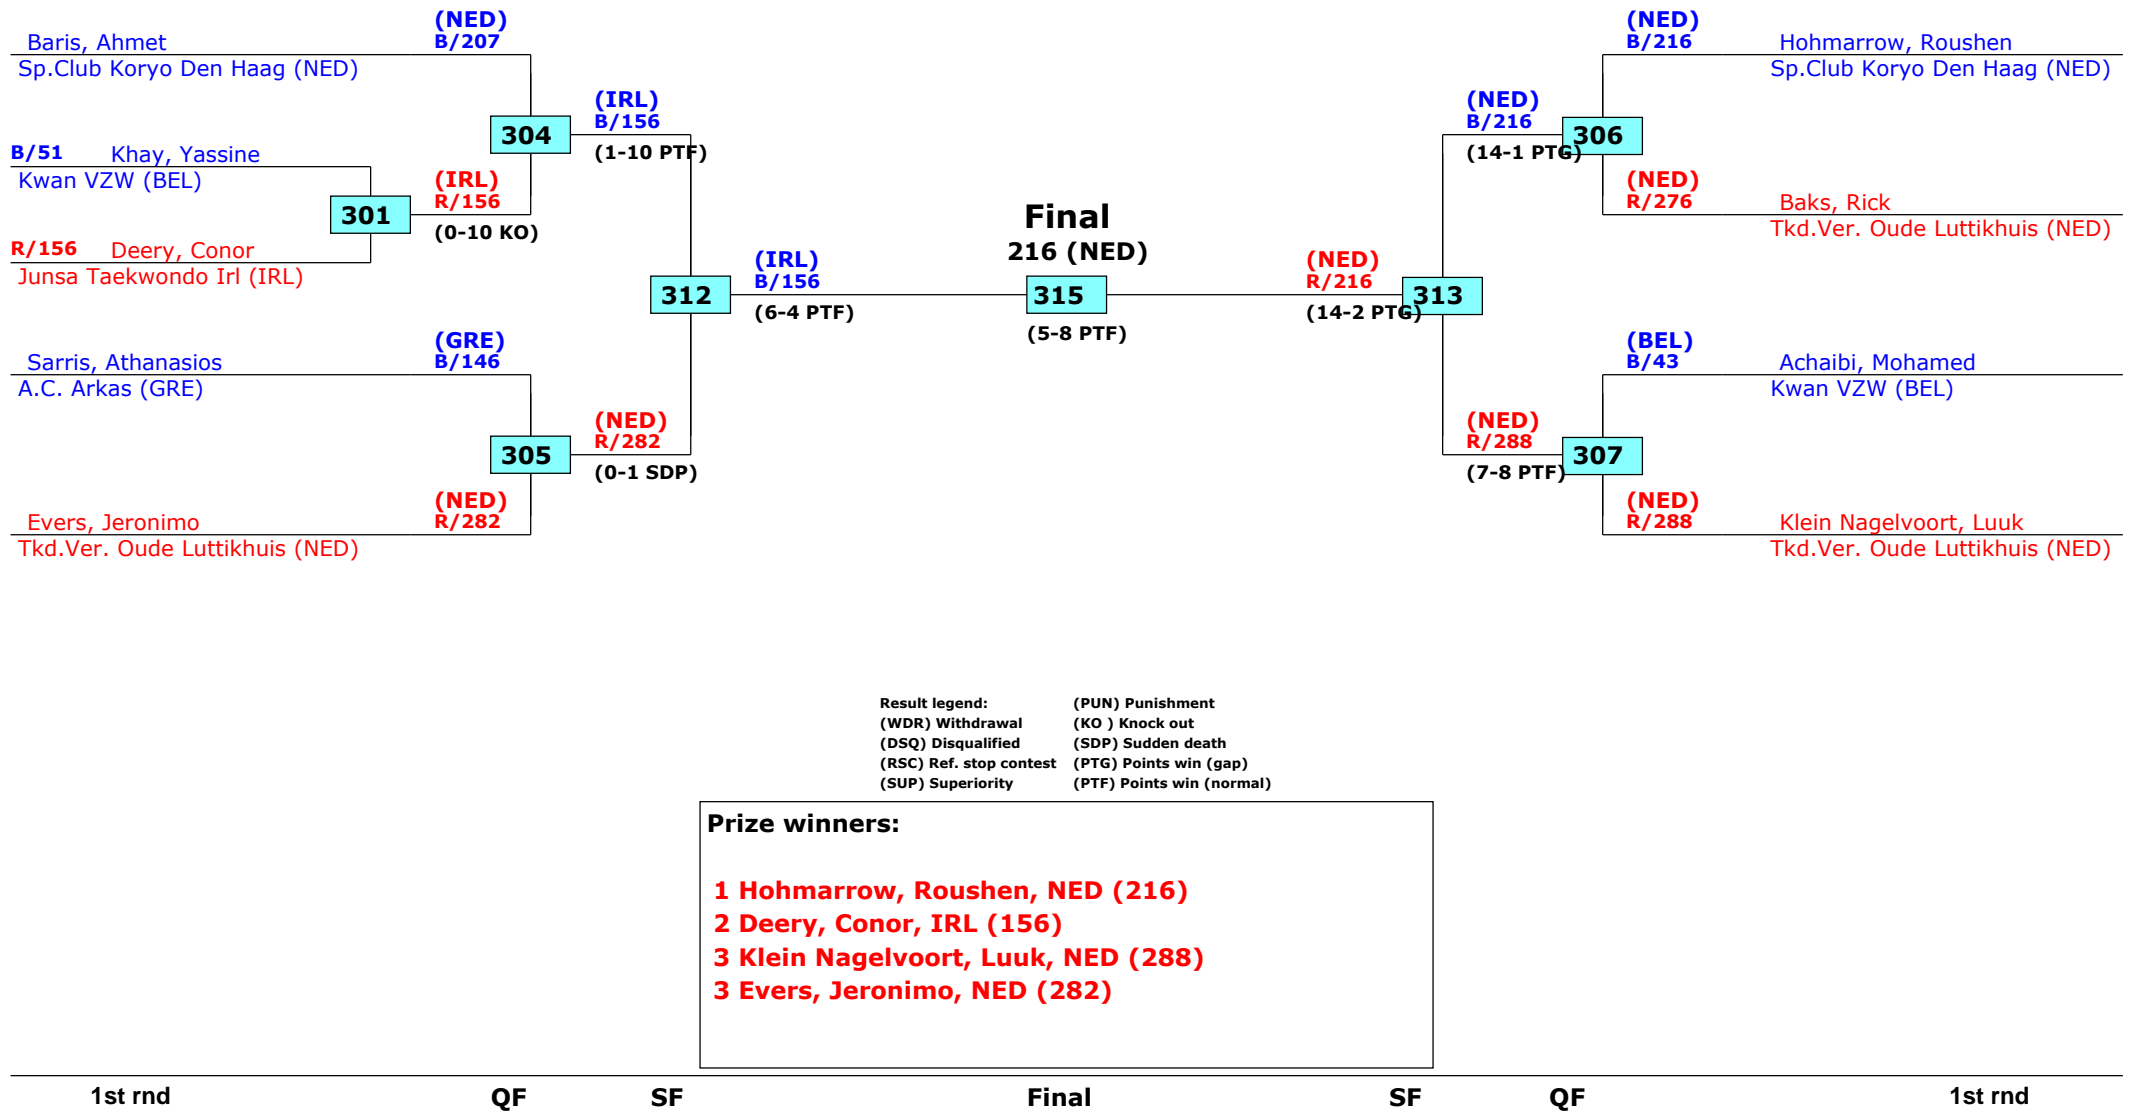 (NED)
B/207
Baris, Ahmet
Sp.Club Koryo Den Haag (NED)
304
(IRL)
B/156
(1-10 PTF)
B/51 Khay, Yassine
Kwan VZW (BEL)
301
(IRL)
R/156
(0-10 KO)
R/156 Deery, Conor
Junsa Taekwondo Irl (IRL)
312
(IRL)
B/156
(6-4 PTF)
(GRE)
B/146
Sarris, Athanasios
A.C. Arkas (GRE)
305
(NED)
R/282
(0-1 SDP)
(NED)
R/282
Evers, Jeronimo
Tkd.Ver. Oude Luttikhuis (NED)
Final
216 (NED)
315
(5-8 PTF)
(NED)
B/216
Hohmarrow, Roushen
Sp.Club Koryo Den Haag (NED)
(NED)
B/216
306
(14-1 PTG)
(NED)
R/276
Baks, Rick
Tkd.Ver. Oude Luttikhuis (NED)
(NED)
R/216
313
(14-2 PTG)
(BEL)
B/43
Achaibi, Mohamed
Kwan VZW (BEL)
(NED)
R/288
307
(7-8 PTF)
(NED)
R/288
Klein Nagelvoort, Luuk
Tkd.Ver. Oude Luttikhuis (NED)
Result legend: (PUN) Punishment
(WDR) Withdrawal (KO ) Knock out
(DSQ) Disqualified (SDP) Sudden death
(RSC) Ref. stop contest (PTG) Points win (gap)
(SUP) Superiority (PTF) Points win (normal)
Prize winners:
1 Hohmarrow, Roushen, NED (216)
2 Deery, Conor, IRL (156)
3 Klein Nagelvoort, Luuk, NED (288)
3 Evers, Jeronimo, NED (282)
1st rnd QF SF Final SF QF 1st rnd